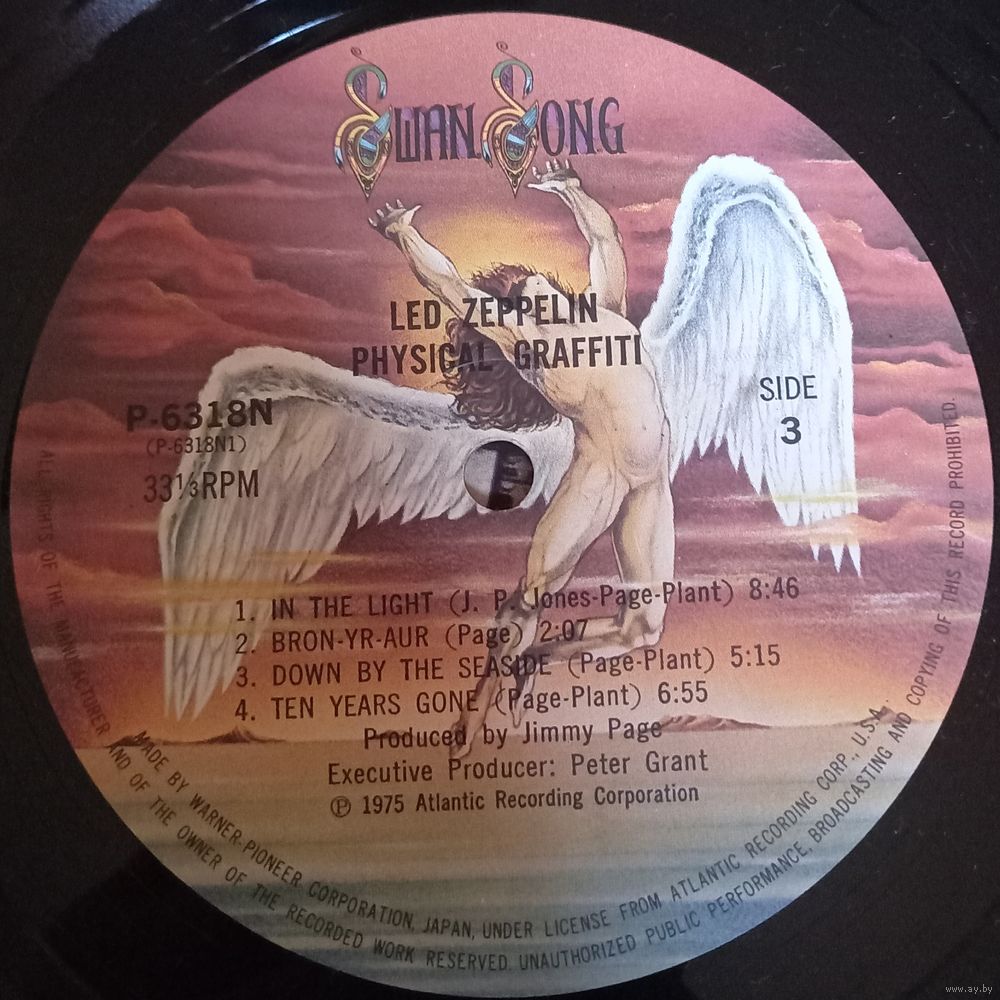 SWAN SONG
LED ZEPPELIN
PHYSICAL GRAFFITI
P-6318N
(P-6318N1)
33⅓RPM
SIDE
3
1. IN THE LIGHT (J. P. Jones-Page-Plant) 8:46
2. BRON-YR-AUR (Page) 2:07
3. DOWN BY THE SEASIDE (Page-Plant) 5:15
4. TEN YEARS GONE (Page-Plant) 6:55
Produced by Jimmy Page
Executive Producer: Peter Grant
Ⓟ 1975 Atlantic Recording Corporation
MADE BY WARNER-PIONEER CORPORATION, JAPAN, UNDER LICENSE FROM ATLANTIC RECORDING CORP., U.S.A.
ALL RIGHTS OF THE MANUFACTURER AND OF THE OWNER OF THE RECORDED WORK RESERVED. UNAUTHORIZED PUBLIC PERFORMANCE, BROADCASTING AND COPYING OF THIS RECORD PROHIBITED.
www.ay.by